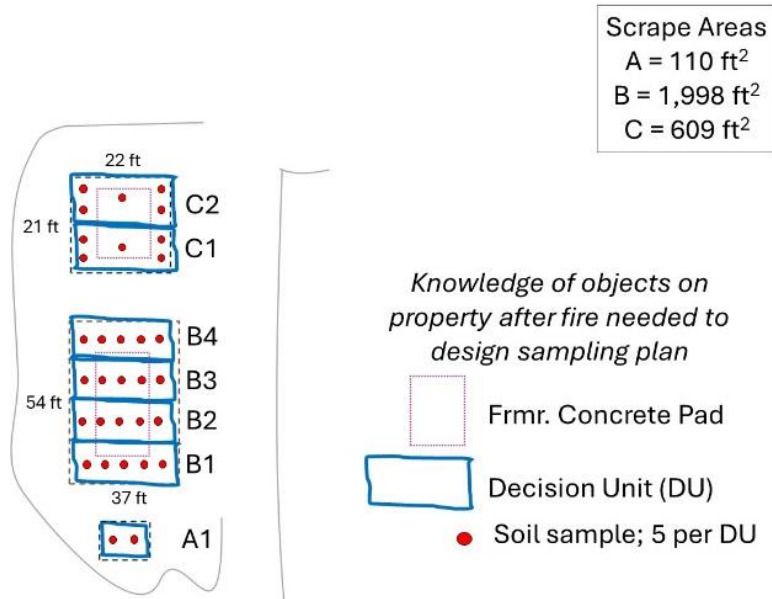 Scrape Areas
A = 110 ft²
B = 1,998 ft²
C = 609 ft²
22 ft
C2
21 ft
C1
B4
B3
54 ft
B2
B1
37 ft
A1
Knowledge of objects on
property after fire needed to
design sampling plan
Frmr. Concrete Pad
Decision Unit (DU)
Soil sample; 5 per DU